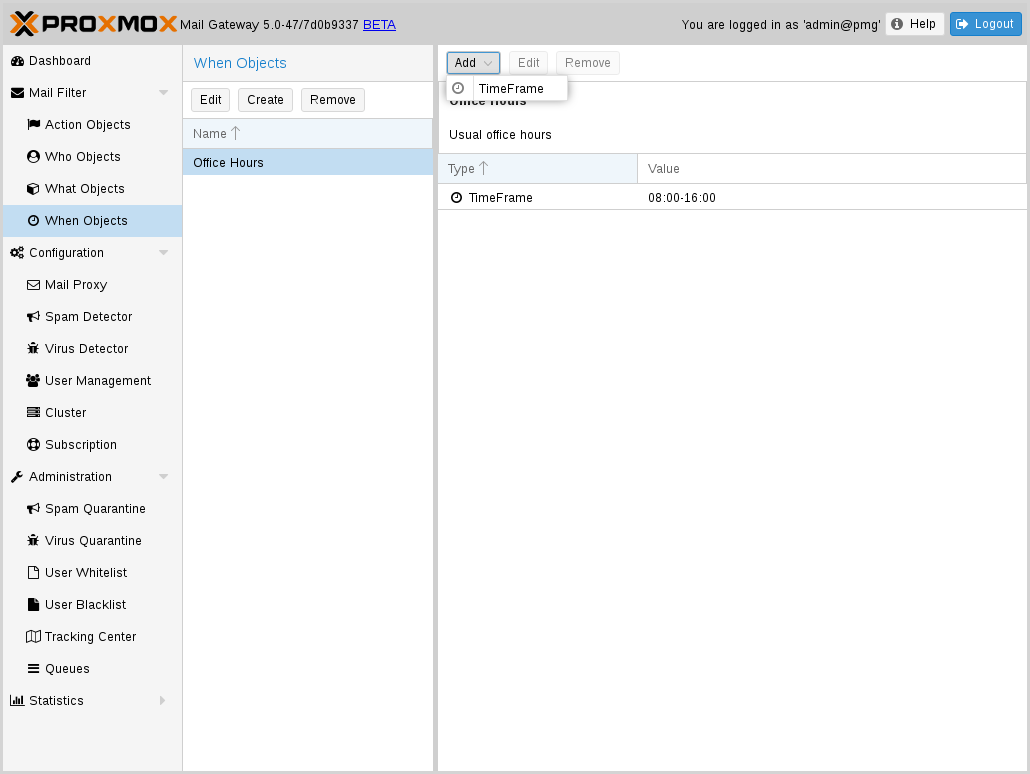 PROXMOX Mail Gateway 5.0-47/7d0b9337 BETA You are logged in as 'admin@pmg' Help Logout
Dashboard
Mail Filter
Action Objects
Who Objects
What Objects
When Objects
Configuration
Mail Proxy
Spam Detector
Virus Detector
User Management
Cluster
Subscription
Administration
Spam Quarantine
Virus Quarantine
User Whitelist
User Blacklist
Tracking Center
Queues
Statistics
When Objects
Edit Create Remove
Name
Office Hours
Add Edit Remove
TimeFrame
Office Hours
Usual office hours
Type Value
TimeFrame 08:00-16:00